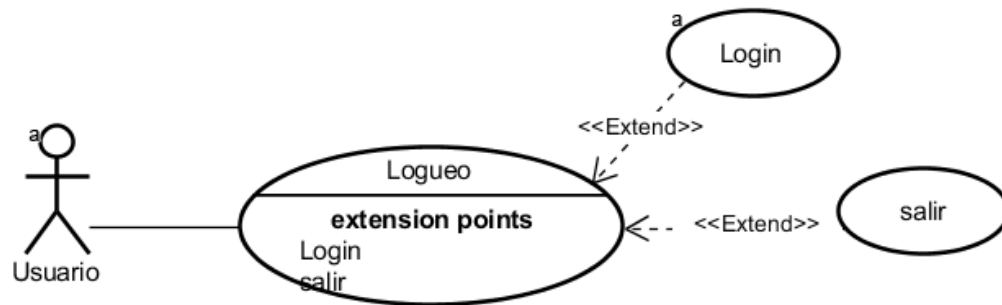 a
Login
<<Extend>>
a
Usuario
Logueo
extension points
Login
salir
<<Extend>>
salir